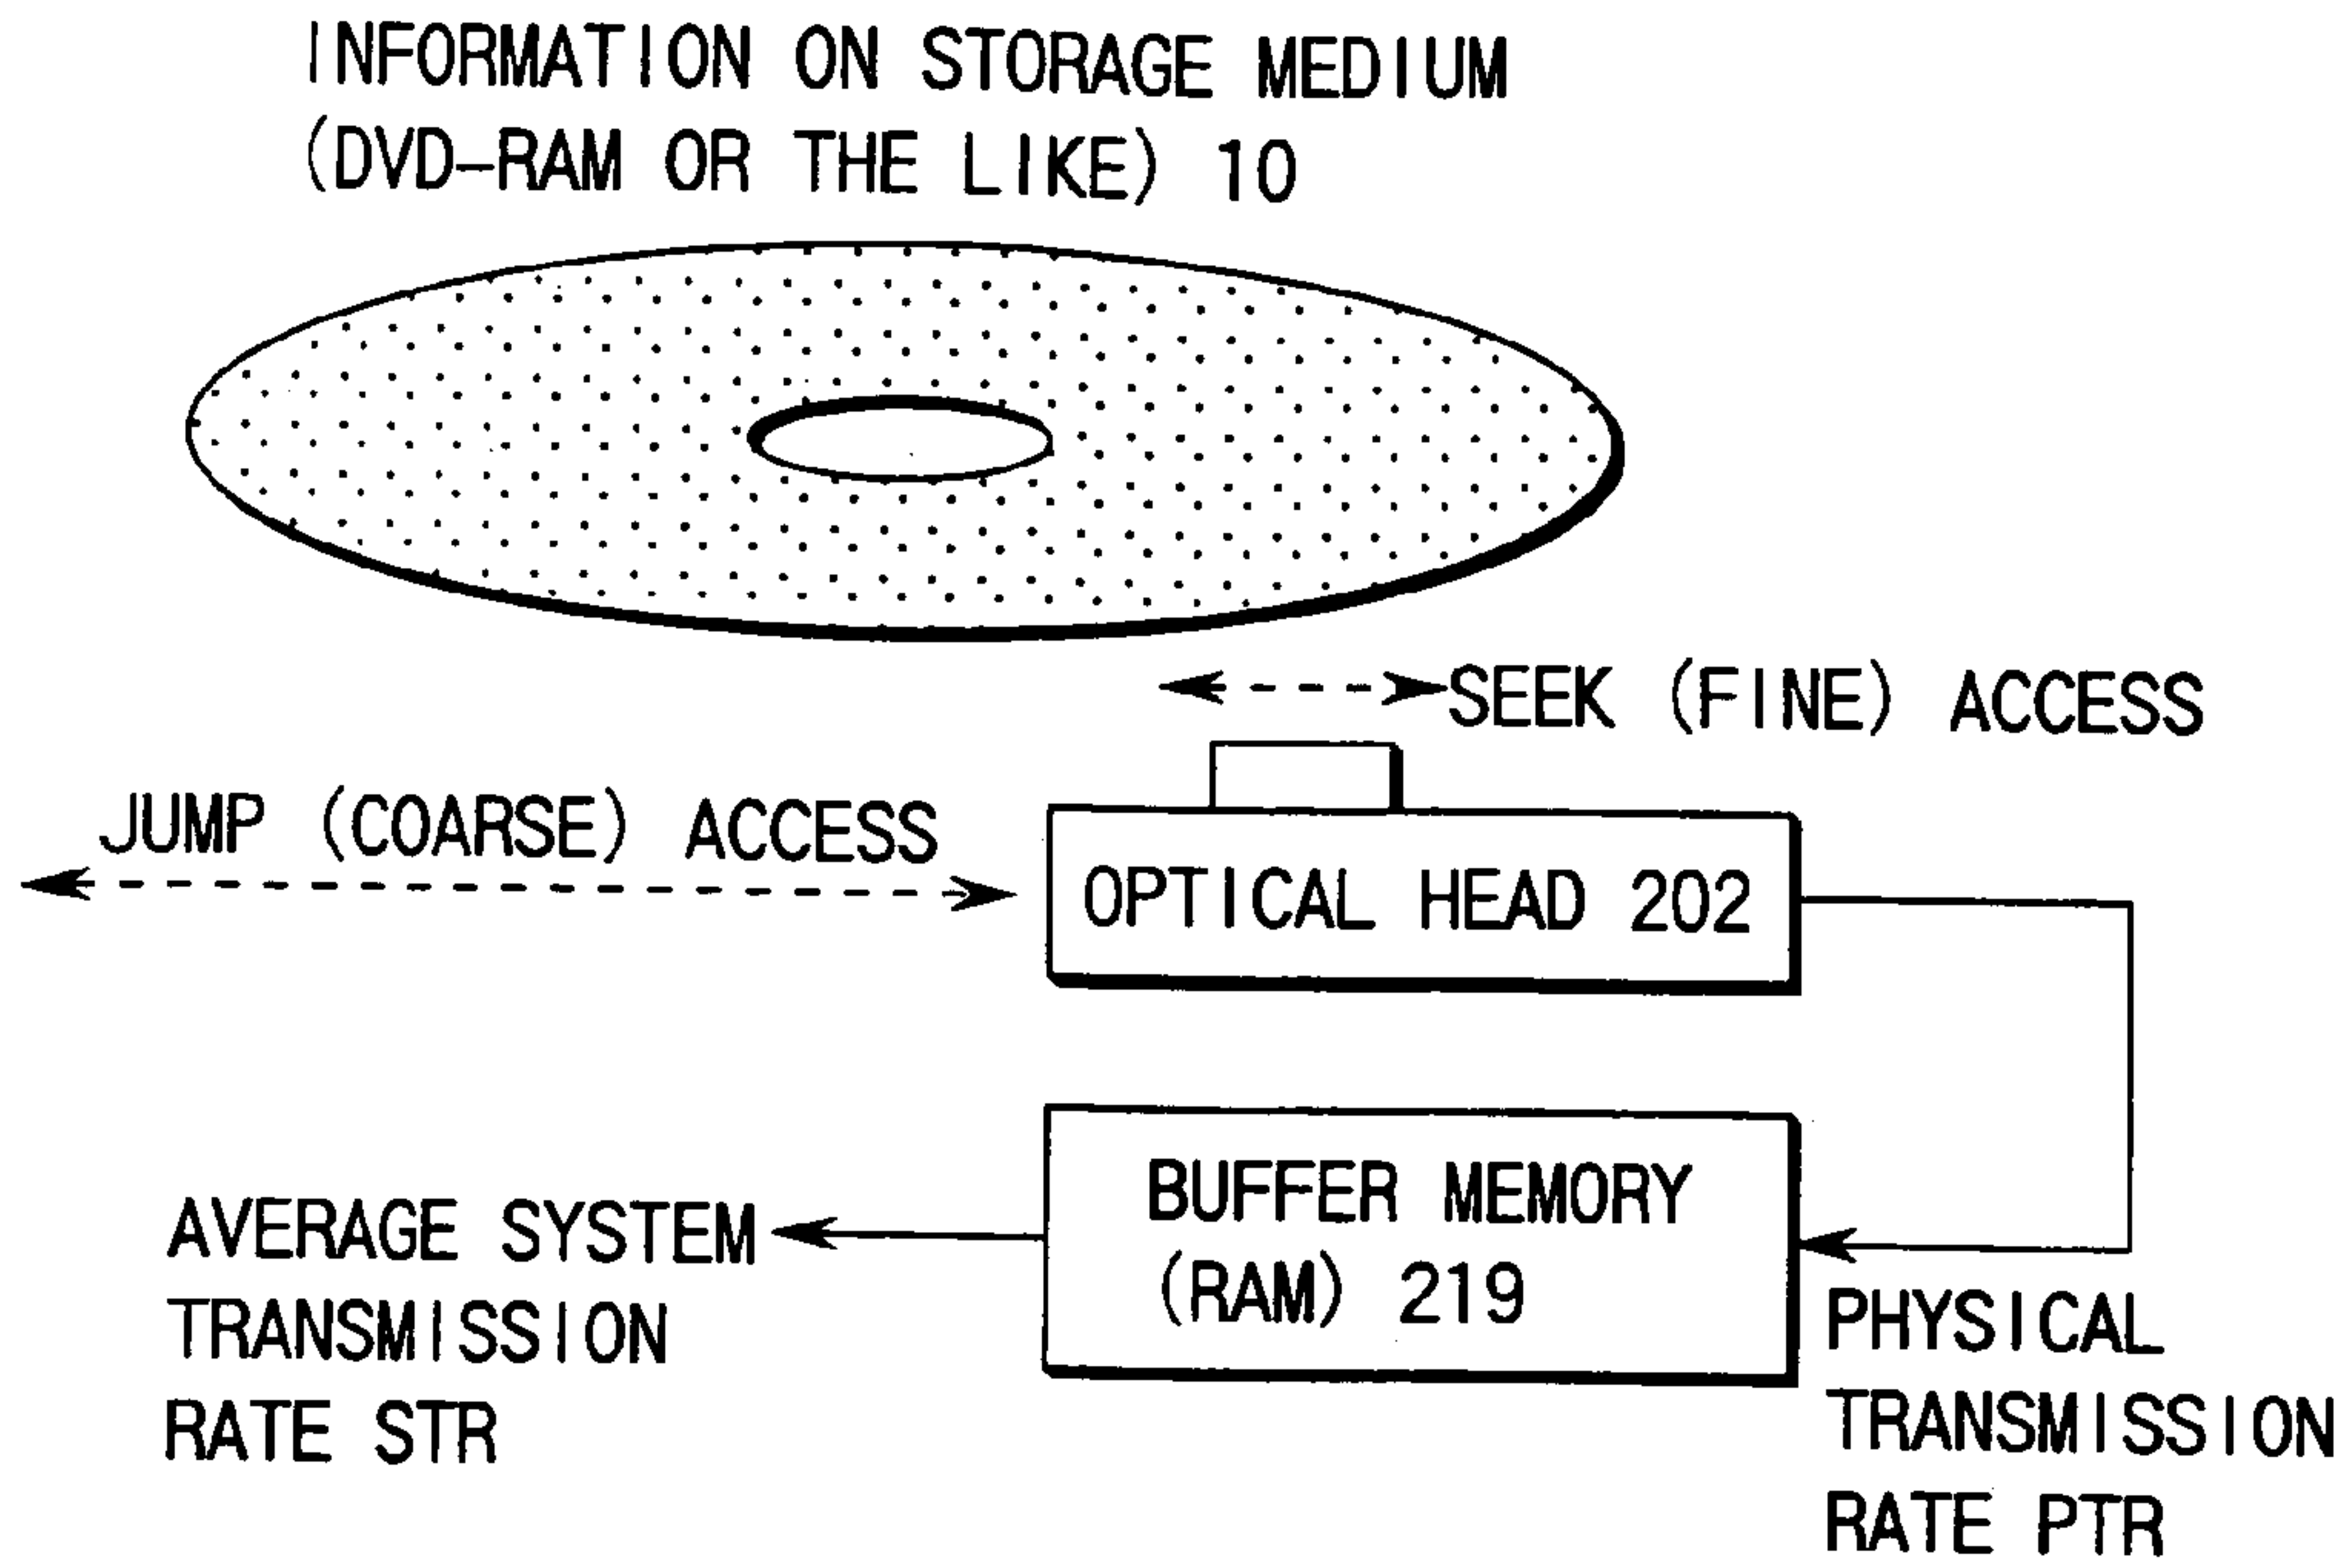 INFORMATION ON STORAGE MEDIUM
(DVD-RAM OR THE LIKE) 10
SEEK (FINE) ACCESS
JUMP (COARSE) ACCESS
OPTICAL HEAD 202
BUFFER MEMORY
(RAM) 219
AVERAGE SYSTEM
TRANSMISSION
RATE STR
PHYSICAL
TRANSMISSION
RATE PTR